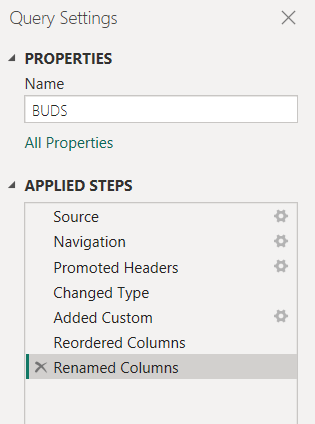 Query Settings
PROPERTIES
Name
BUDS
All Properties
APPLIED STEPS
Source
Navigation
Promoted Headers
Changed Type
Added Custom
Reordered Columns
Renamed Columns